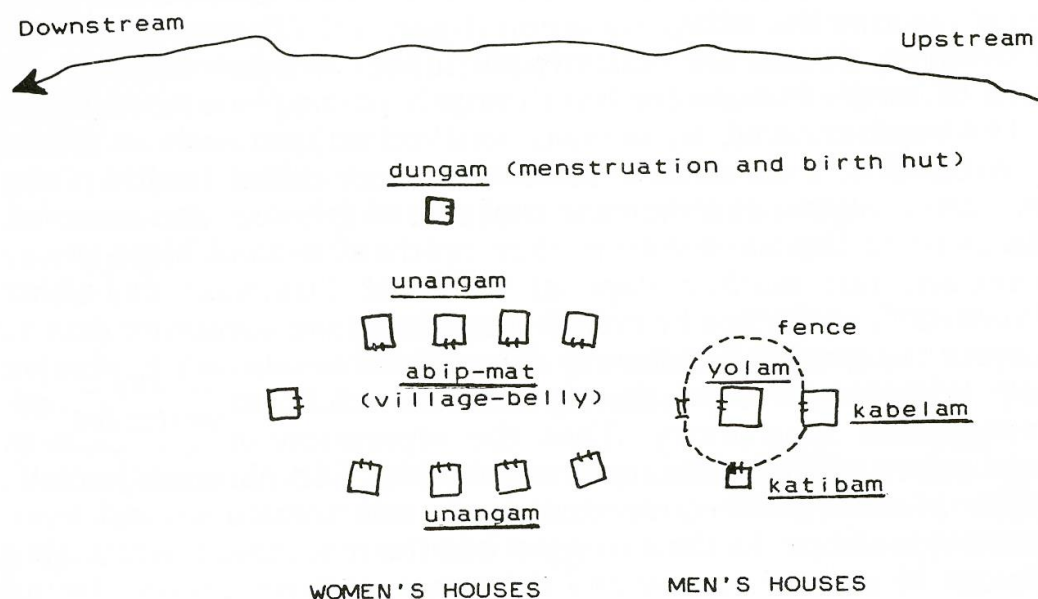 Downstream
Upstream
dungam (menstruation and birth hut)
unangam
fence
abip-mat
yolam
(village-belly)
kabelam
katibam
unangam
WOMEN'S HOUSES
MEN'S HOUSES